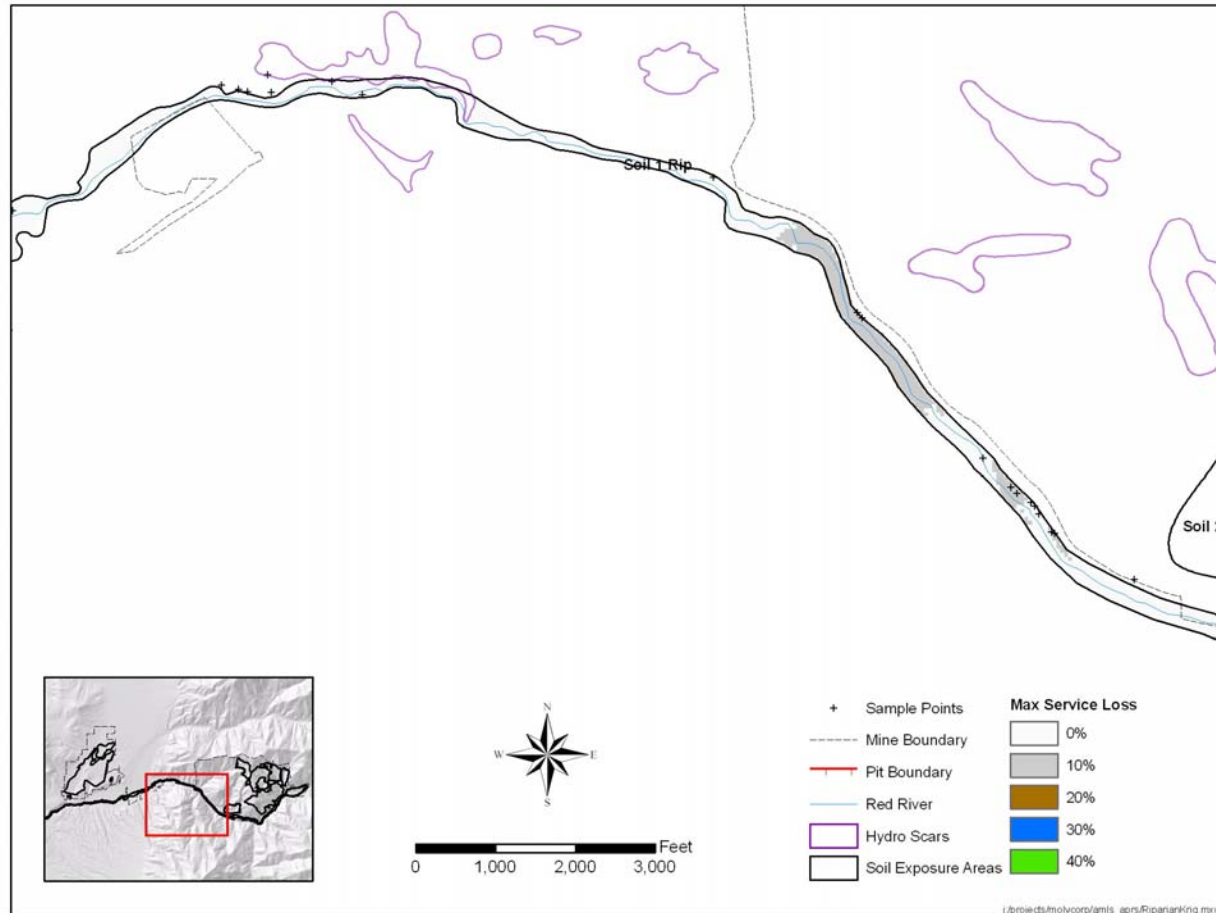 Soil 1 Rip
Soil
N
W E
S
Feet
0 1,000 2,000 3,000
Sample Points
Mine Boundary
Pit Boundary
Red River
Hydro Scars
Soil Exposure Areas
Max Service Loss
0%
10%
20%
30%
40%